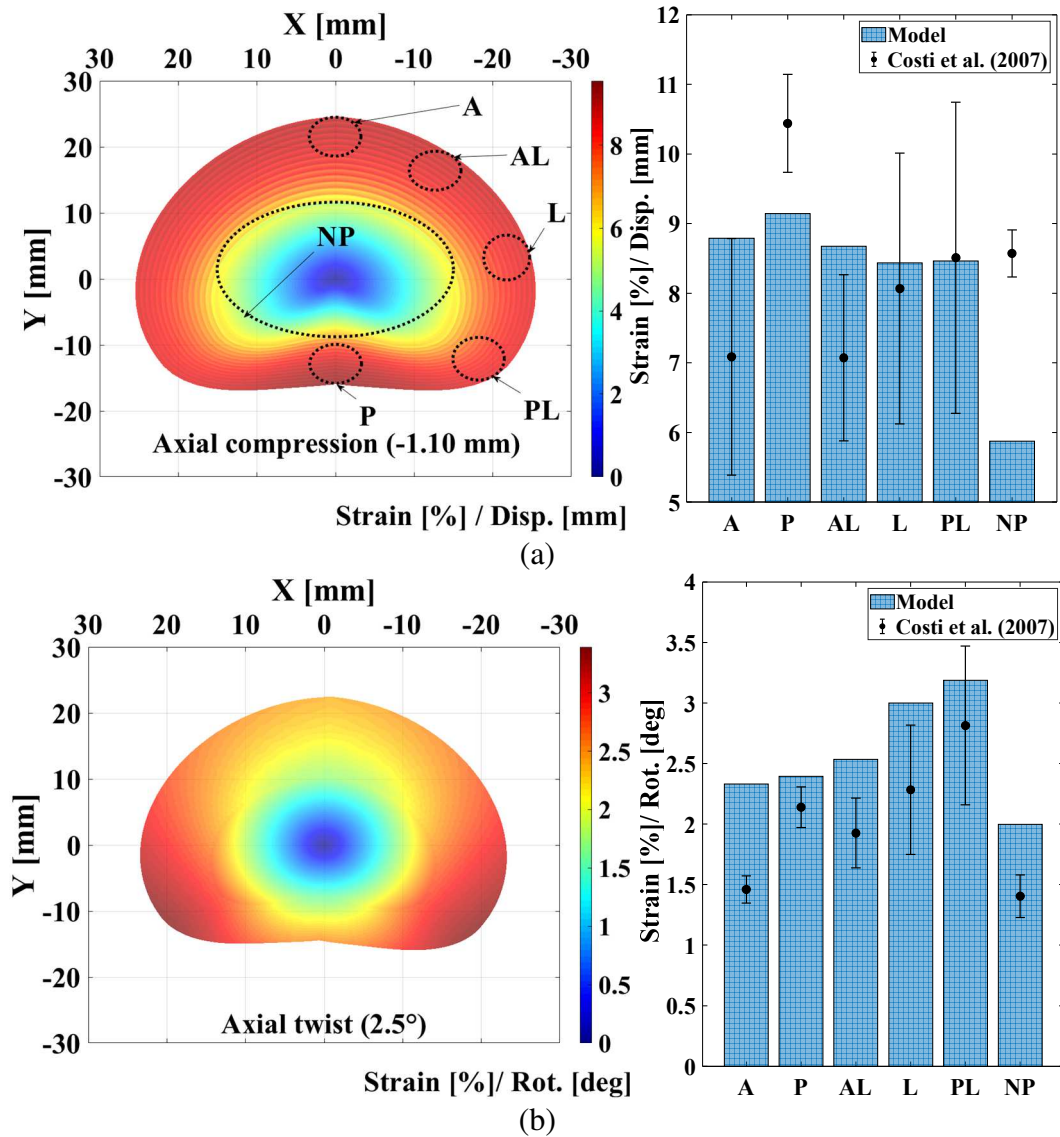 X [mm]
30 20 10 0 -10 -20 -30
30
20
10
0
-10
-20
-30
Y [mm]
A
AL
L
NP
P
PL
Axial compression (-1.10 mm)
8
6
4
2
0
Strain [%] / Disp. [mm]
12
11
10
9
8
7
6
5
Strain [%]/ Disp. [mm]
Model
Costi et al. (2007)
A P AL L PL NP
(a)
X [mm]
30 20 10 0 -10 -20 -30
30
20
10
0
-10
-20
-30
Y [mm]
Axial twist (2.5°)
3
2.5
2
1.5
1
0.5
0
Strain [%]/ Rot. [deg]
4
3.5
3
2.5
2
1.5
1
0.5
0
Strain [%]/ Rot. [deg]
Model
Costi et al. (2007)
A P AL L PL NP
(b)